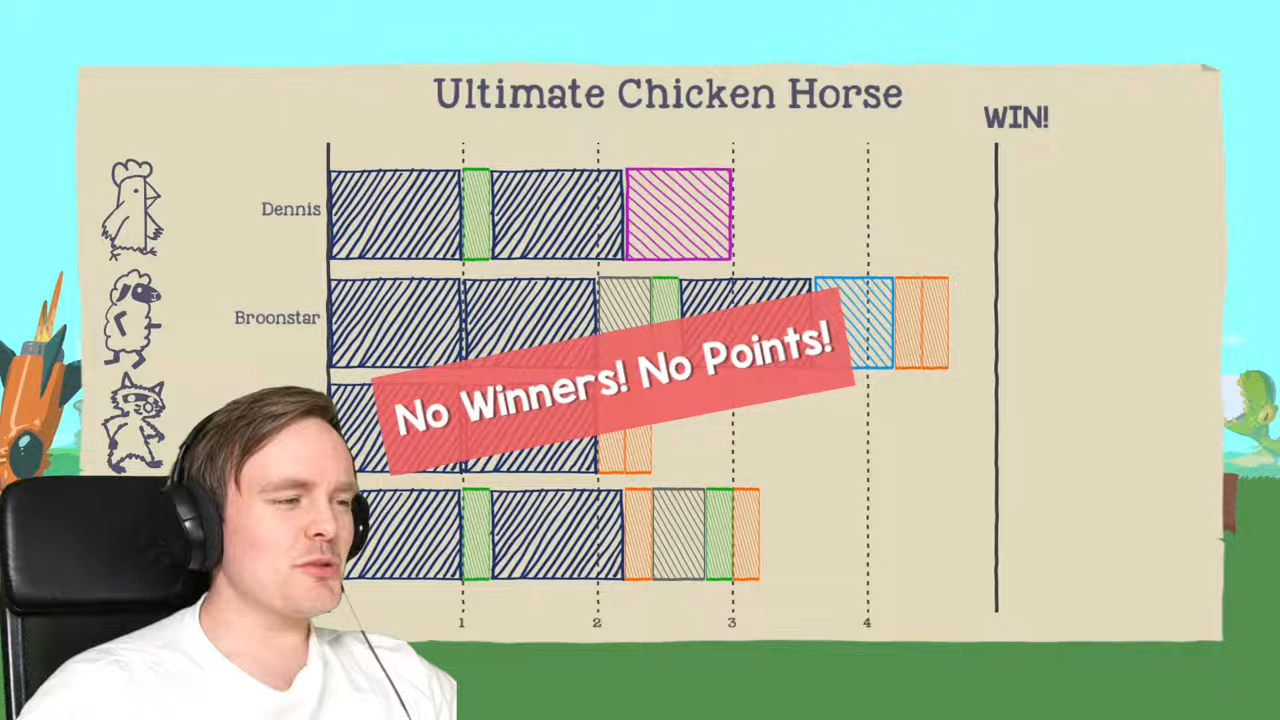 Ultimate Chicken Horse
WIN!
Dennis
Broonstar
No Winners! No Points!
1 2 3 4